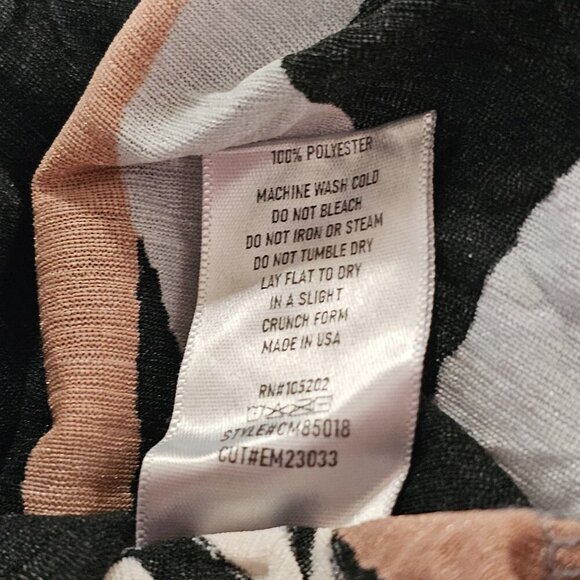 100% POLYESTER
MACHINE WASH COLD
DO NOT BLEACH
DO NOT IRON OR STEAM
DO NOT TUMBLE DRY
LAY FLAT TO DRY
IN A SLIGHT
CRUNCH FORM
MADE IN USA
RN#105202
STYLE#CM85018
CUT#EM23033